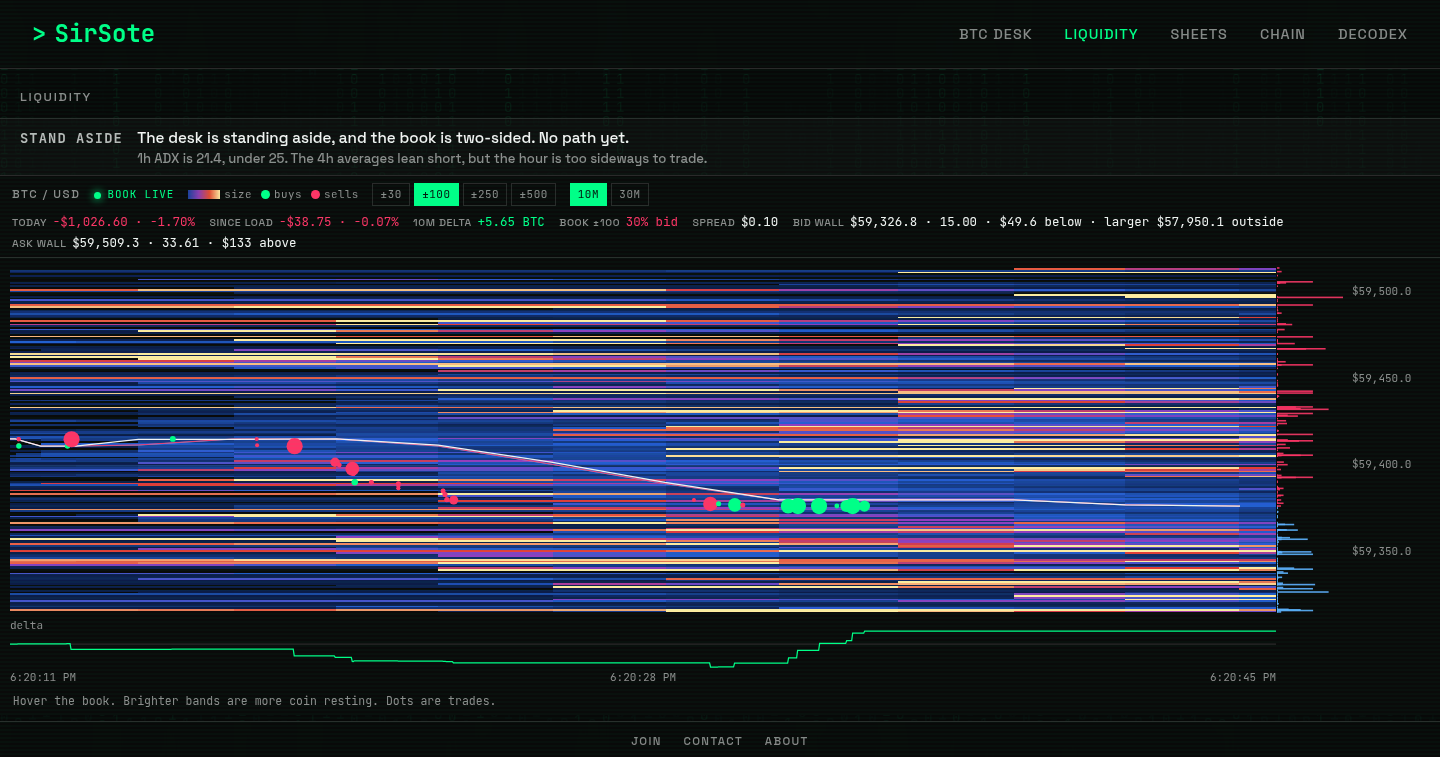 > SirSote
BTC DESK LIQUIDITY SHEETS CHAIN DECODEX
LIQUIDITY
STAND ASIDE The desk is standing aside, and the book is two-sided. No path yet.
1h ADX is 21.4, under 25. The 4h averages lean short, but the hour is too sideways to trade.
BTC / USD BOOK LIVE size buys sells ±30 ±100 ±250 ±500 10M 30M
TODAY -$1,026.60 · -1.70% SINCE LOAD -$38.75 · -0.07% 10M DELTA +5.65 BTC BOOK ±100 30% bid SPREAD $0.10 BID WALL $59,326.8 · 15.00 · $49.6 below · larger $57,950.1 outside
ASK WALL $59,509.3 · 33.61 · $133 above
$59,500.0
$59,450.0
$59,400.0
$59,350.0
delta
6:20:11 PM 6:20:28 PM 6:20:45 PM
Hover the book. Brighter bands are more coin resting. Dots are trades.
JOIN CONTACT ABOUT